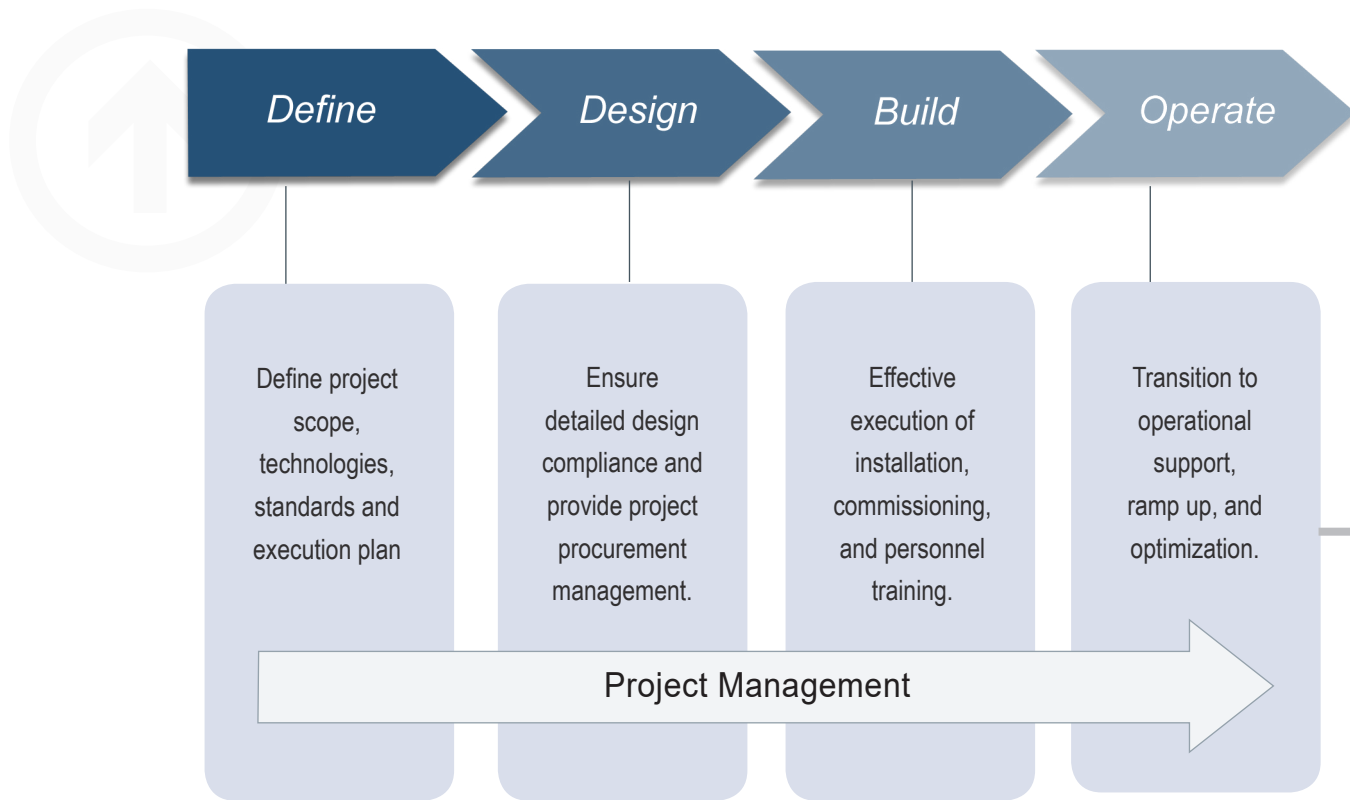 Define
Design
Build
Operate
Define project
scope,
technologies,
standards and
execution plan
Ensure
detailed design
compliance and
provide project
procurement
management.
Effective
execution of
installation,
commissioning,
and personnel
training.
Transition to
operational
support,
ramp up, and
optimization.
Project Management